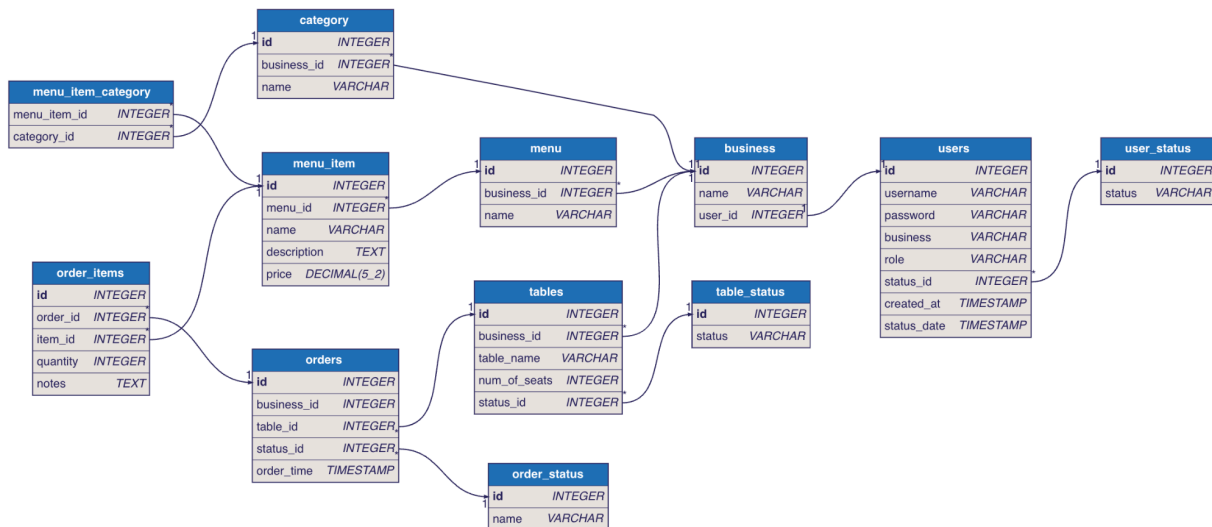 category
id INTEGER
business_id INTEGER
name VARCHAR
menu_item_category
menu_item_id INTEGER
category_id INTEGER
menu_item
id INTEGER
menu_id INTEGER
name VARCHAR
description TEXT
price DECIMAL(5_2)
menu
id INTEGER
business_id INTEGER
name VARCHAR
business
id INTEGER
name VARCHAR
user_id INTEGER
users
id INTEGER
username VARCHAR
password VARCHAR
business VARCHAR
role VARCHAR
status_id INTEGER
created_at TIMESTAMP
status_date TIMESTAMP
user_status
id INTEGER
status VARCHAR
order_items
id INTEGER
order_id INTEGER
item_id INTEGER
quantity INTEGER
notes TEXT
orders
id INTEGER
business_id INTEGER
table_id INTEGER
status_id INTEGER
order_time TIMESTAMP
tables
id INTEGER
business_id INTEGER
table_name VARCHAR
num_of_seats INTEGER
status_id INTEGER
table_status
id INTEGER
status VARCHAR
order_status
id INTEGER
name VARCHAR